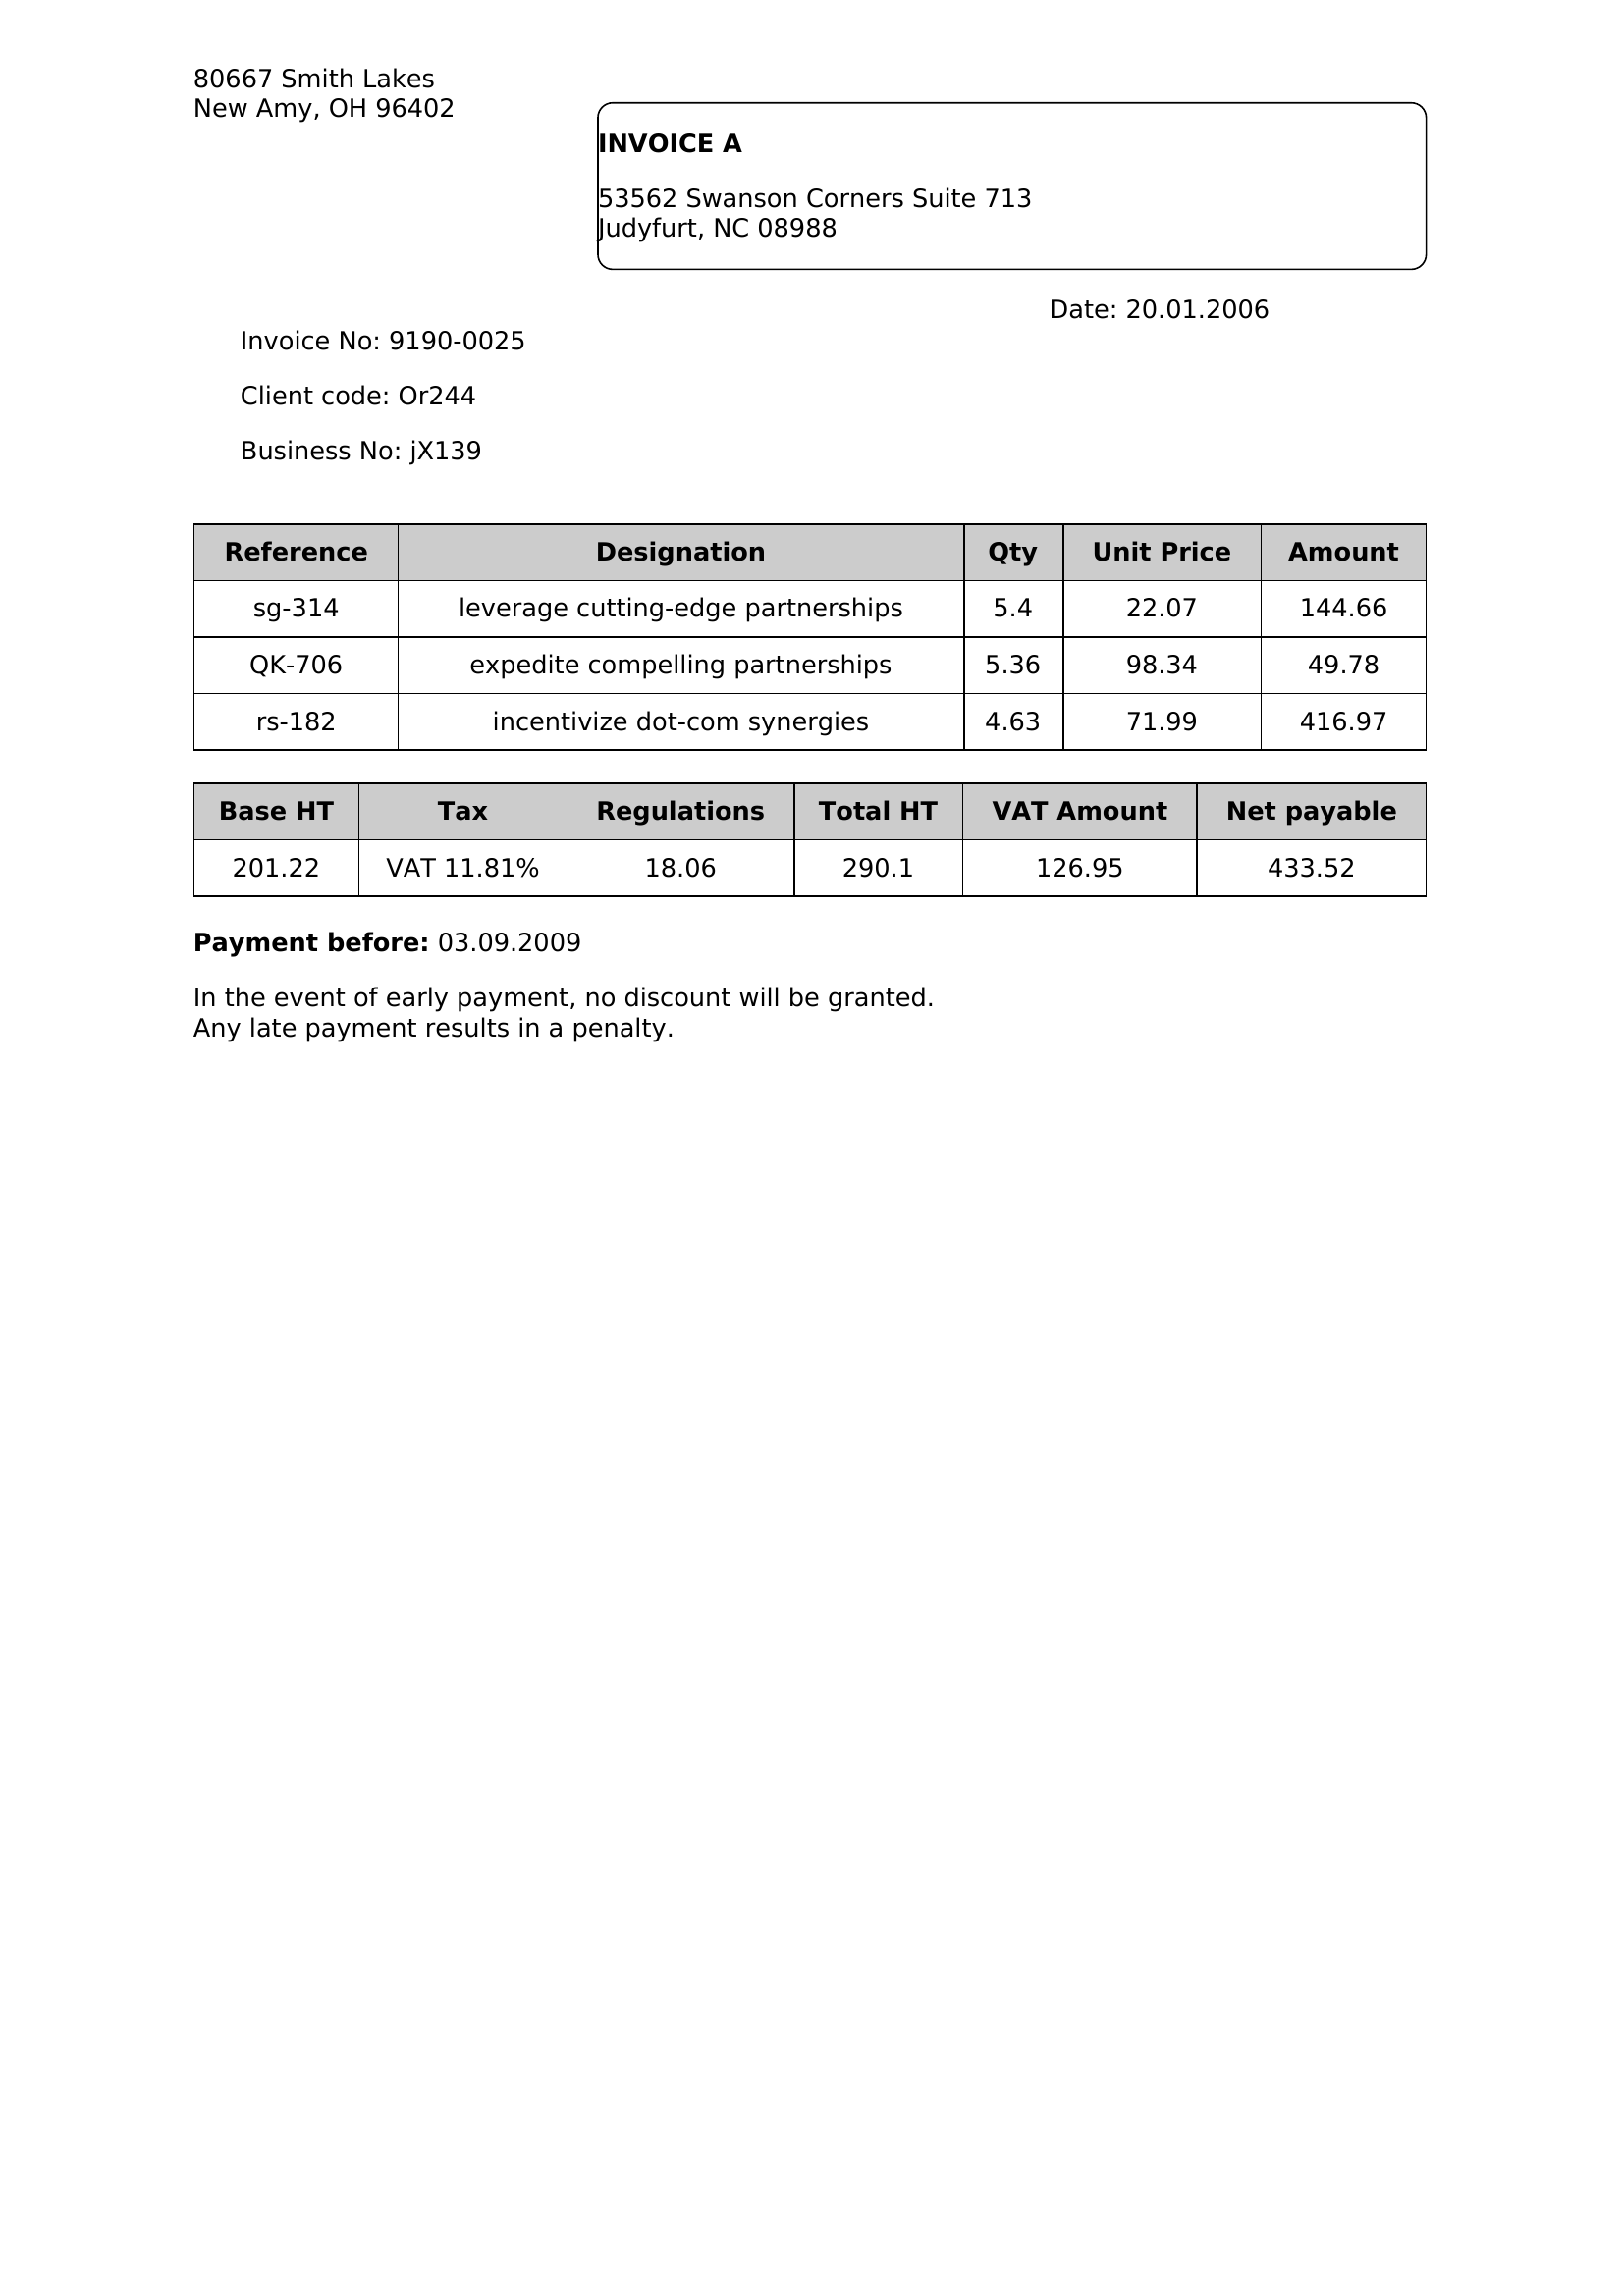 80667 Smith Lakes
New Amy, OH 96402
INVOICE A
53562 Swanson Corners Suite 713
Judyfurt, NC 08988
Date: 20.01.2006
Invoice No: 9190-0025
Client code: Or244
Business No: jX139
Reference Designation Qty Unit Price Amount
sg-314 leverage cutting-edge partnerships 5.4 22.07 144.66
QK-706 expedite compelling partnerships 5.36 98.34 49.78
rs-182 incentivize dot-com synergies 4.63 71.99 416.97
Base HT Tax Regulations Total HT VAT Amount Net payable
201.22 VAT 11.81% 18.06 290.1 126.95 433.52
Payment before: 03.09.2009
In the event of early payment, no discount will be granted.
Any late payment results in a penalty.